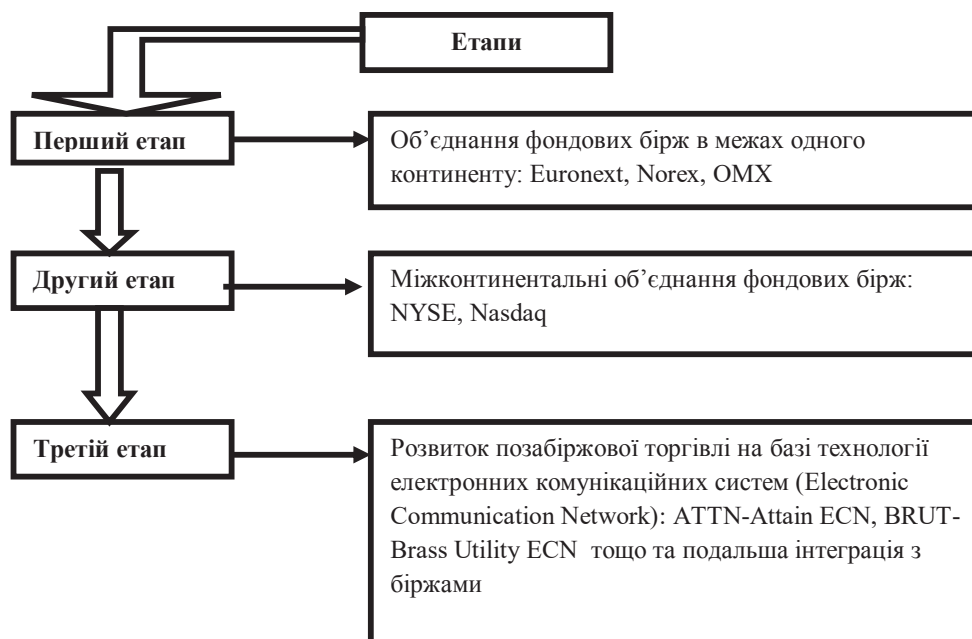 Етапи
Перший етап
Об’єднання фондових бірж в межах одного
континенту: Euronext, Norex, OMX
Другий етап
Міжконтинентальні об’єднання фондових бірж:
NYSE, Nasdaq
Третій етап
Розвиток позабіржової торгівлі на базі технології
електронних комунікаційних систем (Electronic
Communication Network): ATTN-Attain ECN, BRUT-
Brass Utility ECN тощо та подальша інтеграція з
біржами